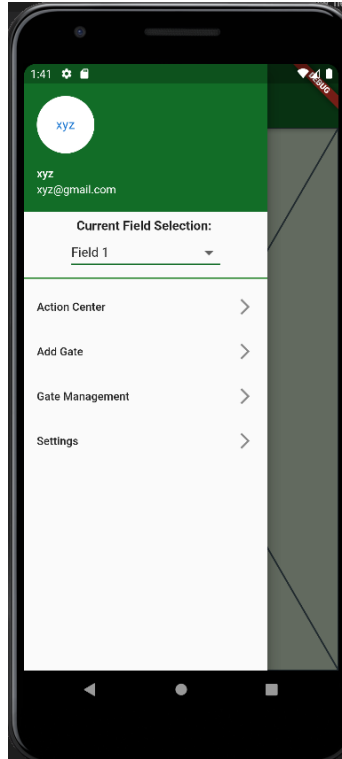 1:41
DEBUG
xyz
xyz
xyz@gmail.com
Current Field Selection:
Field 1
Action Center
Add Gate
Gate Management
Settings